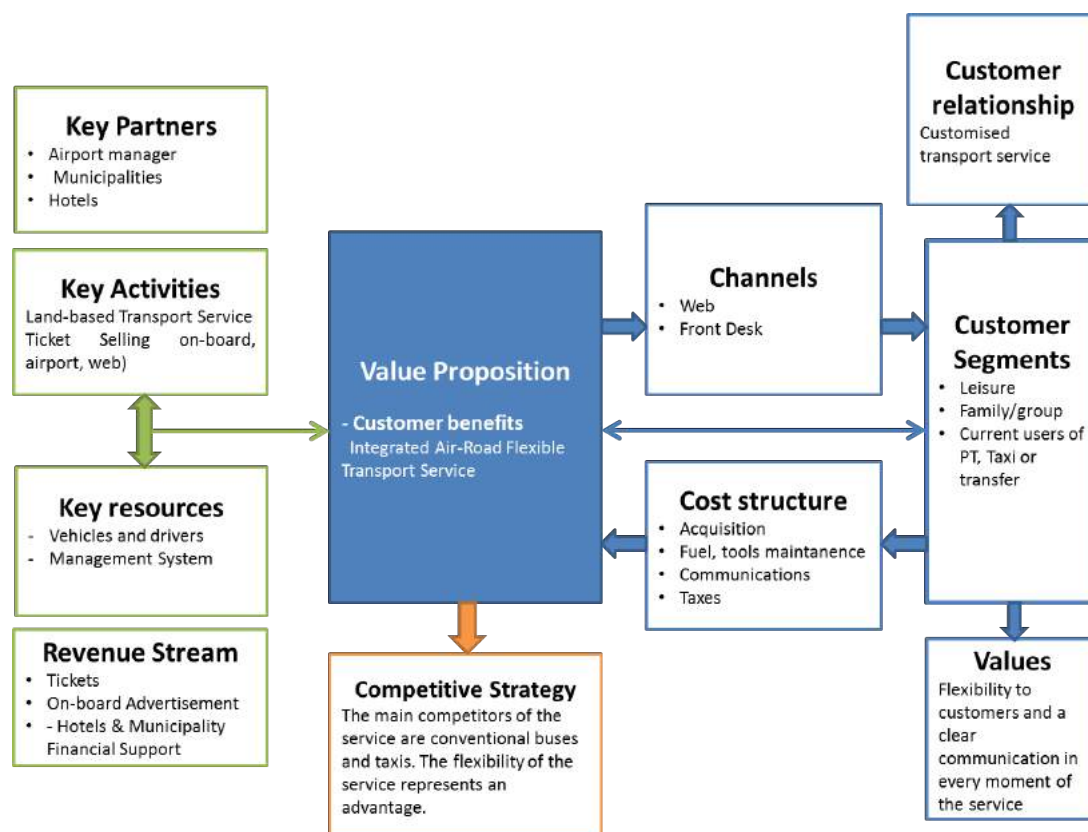 Key Partners
• Airport manager
• Municipalities
• Hotels
Key Activities
Land-based Transport Service
Ticket Selling on-board,
airport, web)
Key resources
- Vehicles and drivers
- Management System
Revenue Stream
• Tickets
• On-board Advertisement
• - Hotels & Municipality
Financial Support
Value Proposition
- Customer benefits
Integrated Air-Road Flexible
Transport Service
Competitive Strategy
The main competitors of the
service are conventional buses
and taxis. The flexibility of the
service represents an
advantage.
Channels
• Web
• Front Desk
Cost structure
• Acquisition
• Fuel, tools maintanence
• Communications
• Taxes
Customer
relationship
Customised
transport service
Customer
Segments
• Leisure
• Family/group
• Current users of
PT, Taxi or
transfer
Values
Flexibility to
customers and a
clear
communication in
every moment of
the service